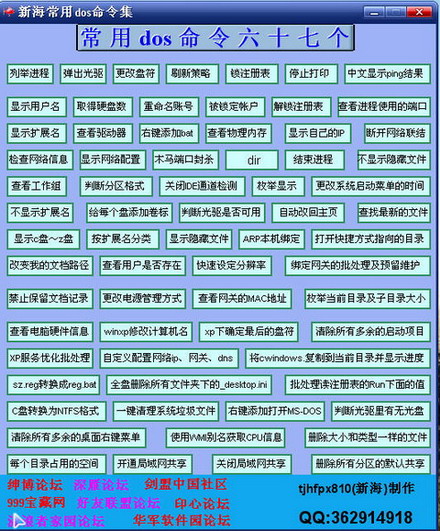 新海常用dos命令集
常用dos命令六十七个
列举进程 弹出光驱 更改盘符 刷新策略 锁注册表 停止打印 中文显示ping结果
显示用户名 取得硬盘数 重命名账号 被锁定帐户 解锁注册表 查看进程使用的端口
显示扩展名 查看驱动器 右键添加bat 查看物理内存 显示自己的IP 断开网络联结
检查网络信息 显示网络配置 木马端口封杀 dir 结束进程 不显示隐藏文件
查看工作组 判断分区格式 关闭IDE通道检测 枚举显示 更改系统启动菜单的时间
不显示扩展名 给每个盘添加卷标 判断光驱是否可用 自动改回主页 查找最新的文件
显示c盘~z盘 按扩展名分类 显示隐藏文件 ARP本机绑定 打开快捷方式指向的目录
改变我的文档路径 查看用户是否存在 快速设定分辨率 绑定网关的批处理及预留维护
禁止保留文档记录 更改电源管理方式 查看网关的MAC地址 枚举当前目录及子目录大小
查看电脑硬件信息 winxp修改计算机名 xp下确定最后的盘符 清除所有多余的启动项目
XP服务优化批处理 自定义配置网络ip、网关、dns 将cwindows.复制到当前目录并显示进度
sz.reg转换成reg.bat 全盘删除所有文件夹下的_desktop.ini 批处理读注册表的Run下面的值
C盘转换为NTFS格式 一键清理系统垃圾文件 右键添加打开MS-DOS 判断光驱里有无光盘
清除所有多余的桌面右键菜单 使用WMI别名获取CPU信息 删除大小和类型一样的文件
每个目录占用的空间 开通局域网共享 关闭局域网共享 删除所有分区的默认共享
绅博论坛 深度论坛 剑盟中国社区
tjhfpx810(新海)制作
999宝藏网 好友联盟论坛 印心论坛
浪者家园论坛 华军软件园论坛
QQ:362914918